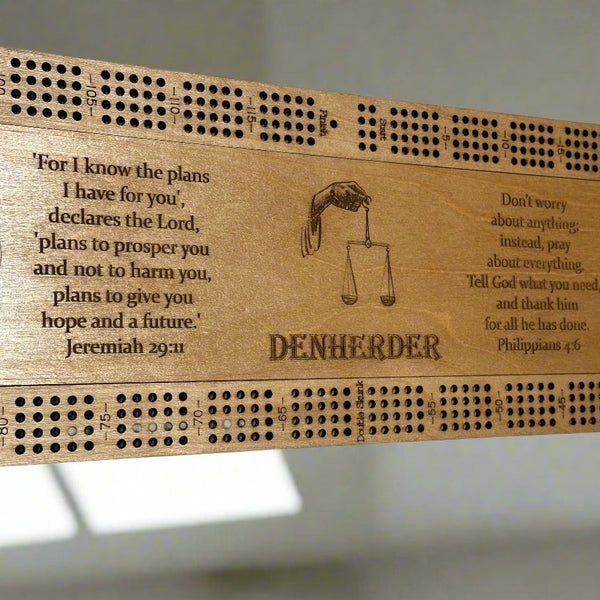 100
-105-
-110-
-115-
Finish
Start
-5-
-10-
-15-
'For I know the plans
I have for you',
declares the Lord,
'plans to prosper you
and not to harm you,
plans to give you
hope and a future.'
Jeremiah 29:11
DENHERDER
Don't worry
about anything;
instead, pray
about everything.
Tell God what you need,
and thank him
for all he has done.
Philippians 4:6
-80-
-75-
-70-
-65-
Double Skunk
-55-
-50-
-45-